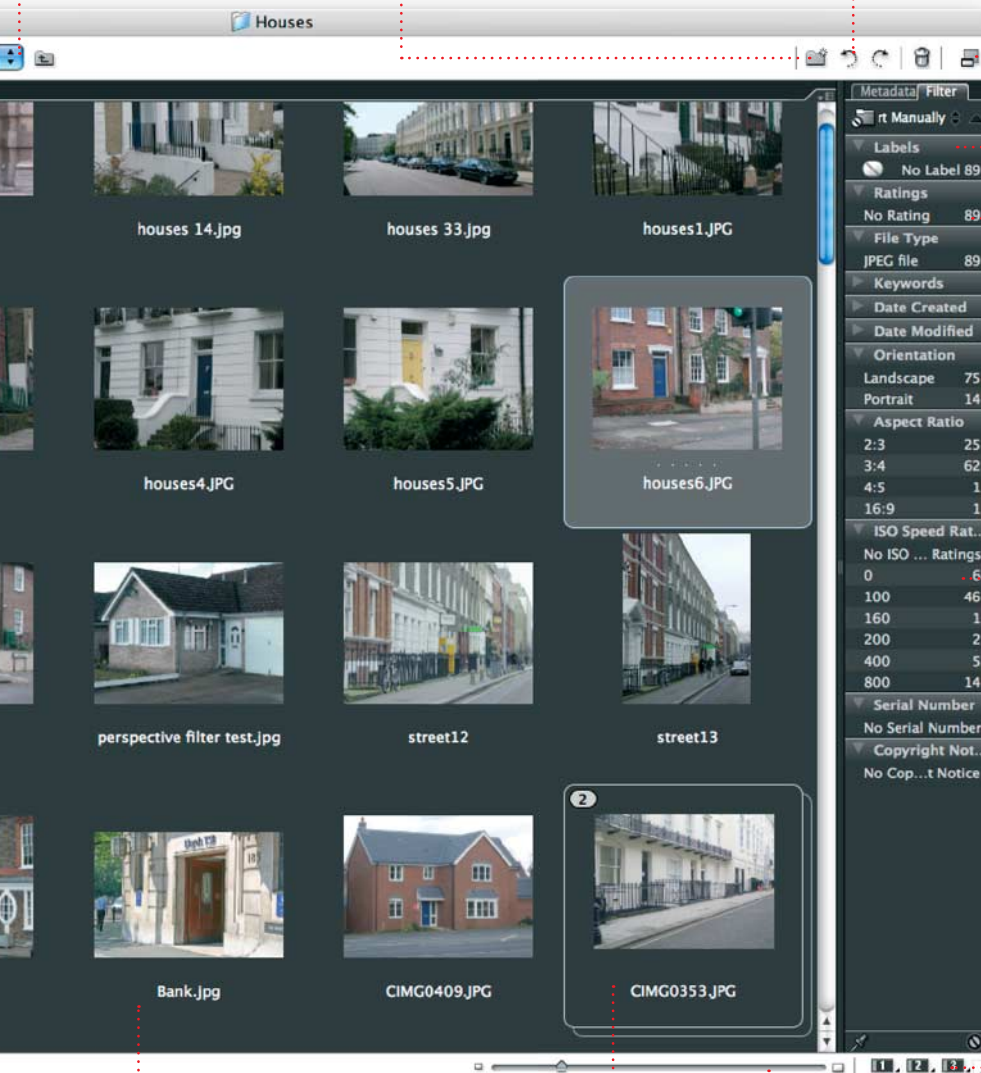 Houses
houses 14.jpg
houses 33.jpg
houses1.JPG
houses4.JPG
houses5.JPG
houses6.JPG
perspective filter test.jpg
street12
street13
2
Bank.jpg
CIMG0409.JPG
CIMG0353.JPG
Metadata Filter
rt Manually
Labels
No Label 89
Ratings
No Rating 89
File Type
JPEG file 89
Keywords
Date Created
Date Modified
Orientation
Landscape 75
Portrait 14
Aspect Ratio
2:3 25
3:4 62
4:5 1
16:9 1
ISO Speed Rat..
No ISO ... Ratings
0 6
100 46
160 1
200 2
400 5
800 14
Serial Number
No Serial Number
Copyright Not..
No Cop...t Notice
1 2 3